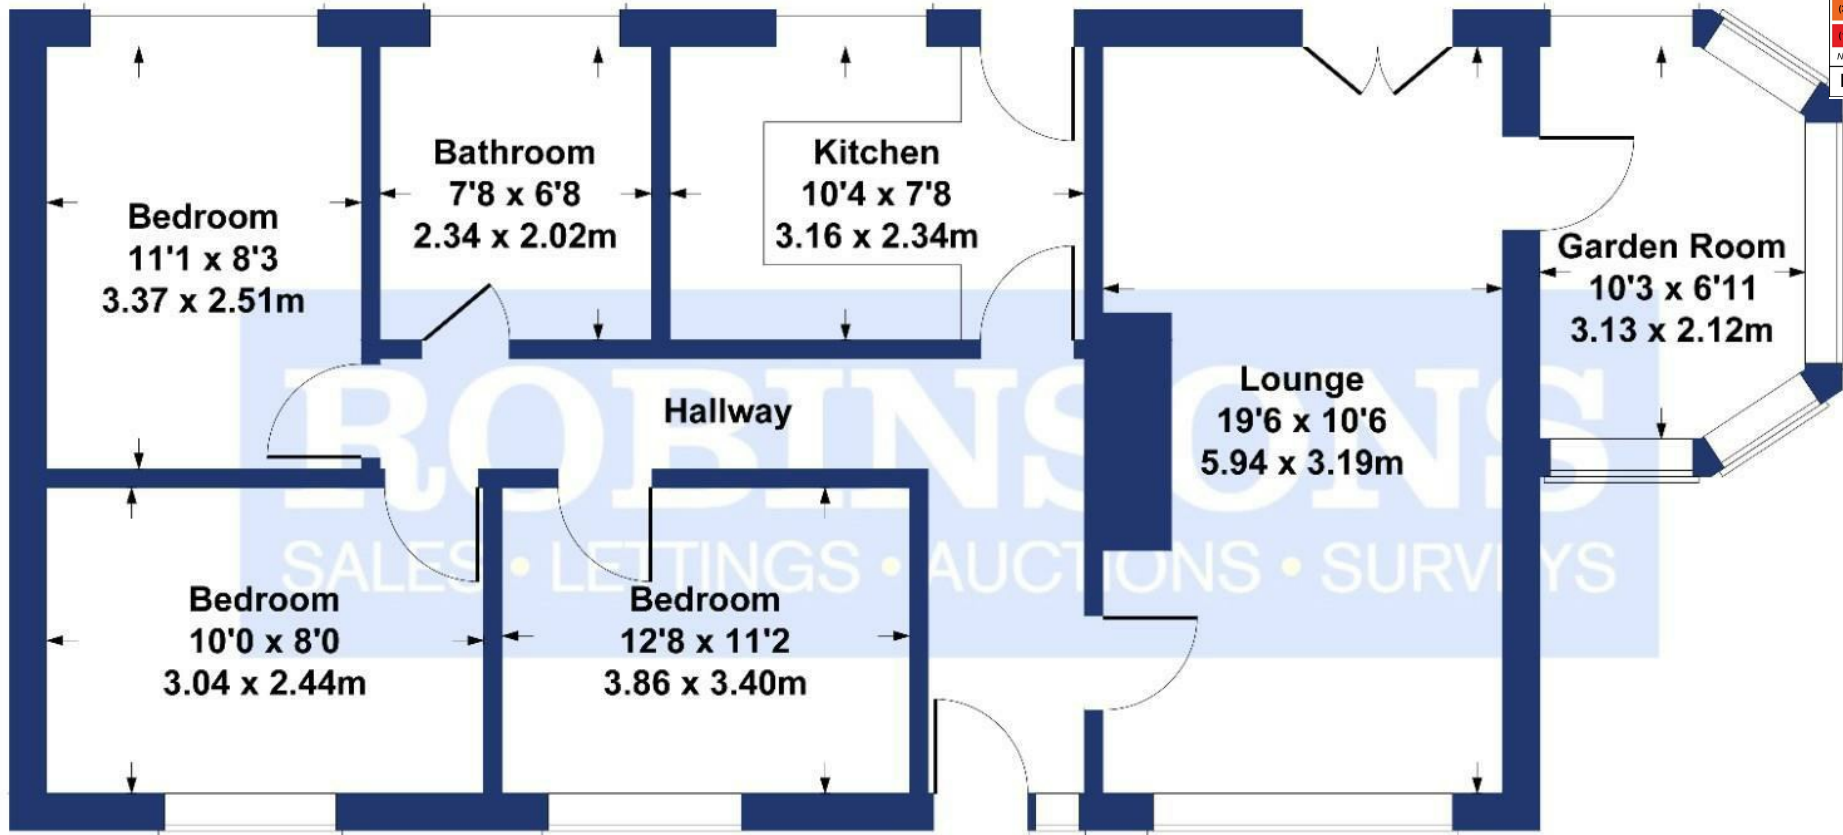 Bedroom
11'1 x 8'3
3.37 x 2.51m
Bathroom
7'8 x 6'8
2.34 x 2.02m
Kitchen
10'4 x 7'8
3.16 x 2.34m
Garden Room
10'3 x 6'11
3.13 x 2.12m
Hallway
Lounge
19'6 x 10'6
5.94 x 3.19m
ROBINSONS
SALES • LETTINGS • AUCTIONS • SURVEYS
Bedroom
10'0 x 8'0
3.04 x 2.44m
Bedroom
12'8 x 11'2
3.86 x 3.40m